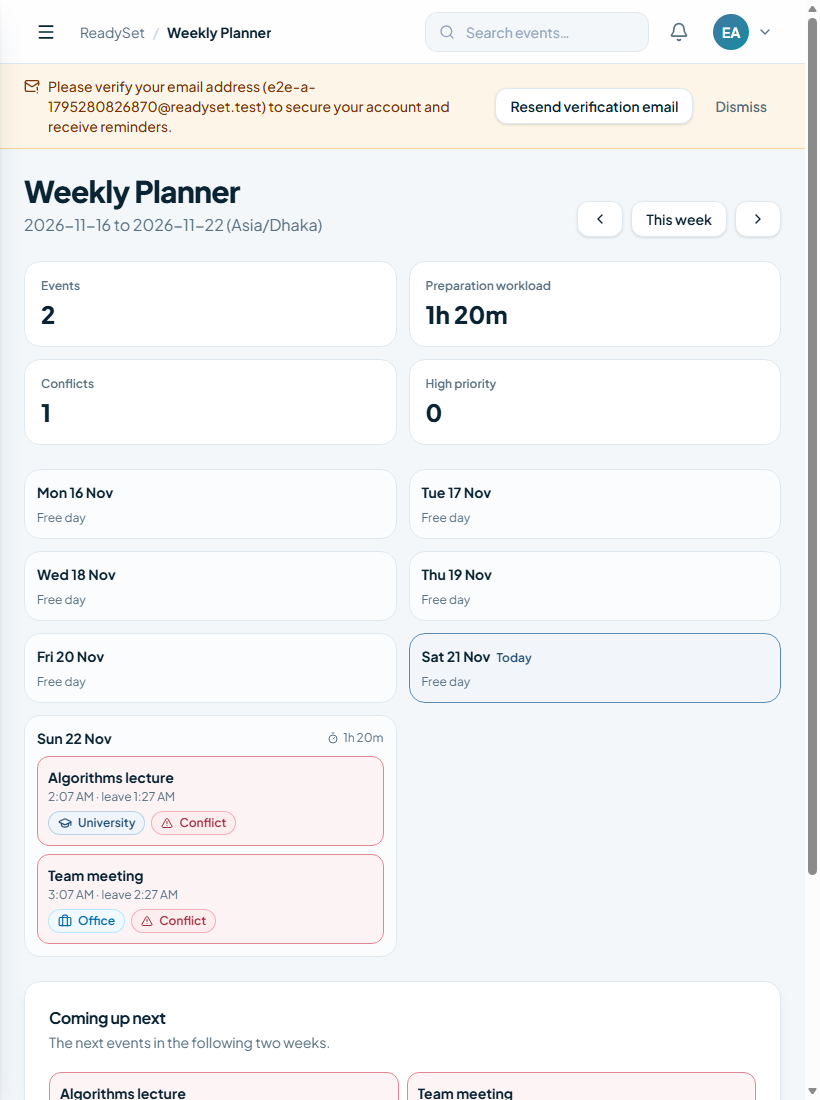 ReadySet / Weekly Planner
Search events...
EA
Please verify your email address (e2e-a-
1795280826870@readyset.test) to secure your account and
receive reminders.
Resend verification email
Dismiss
Weekly Planner
2026-11-16 to 2026-11-22 (Asia/Dhaka)
This week
Events
2
Preparation workload
1h 20m
Conflicts
1
High priority
0
Mon 16 Nov
Free day
Tue 17 Nov
Free day
Wed 18 Nov
Free day
Thu 19 Nov
Free day
Fri 20 Nov
Free day
Sat 21 Nov Today
Free day
Sun 22 Nov
1h 20m
Algorithms lecture
2:07 AM · leave 1:27 AM
University
Conflict
Team meeting
3:07 AM · leave 2:27 AM
Office
Conflict
Coming up next
The next events in the following two weeks.
Algorithms lecture
Team meeting